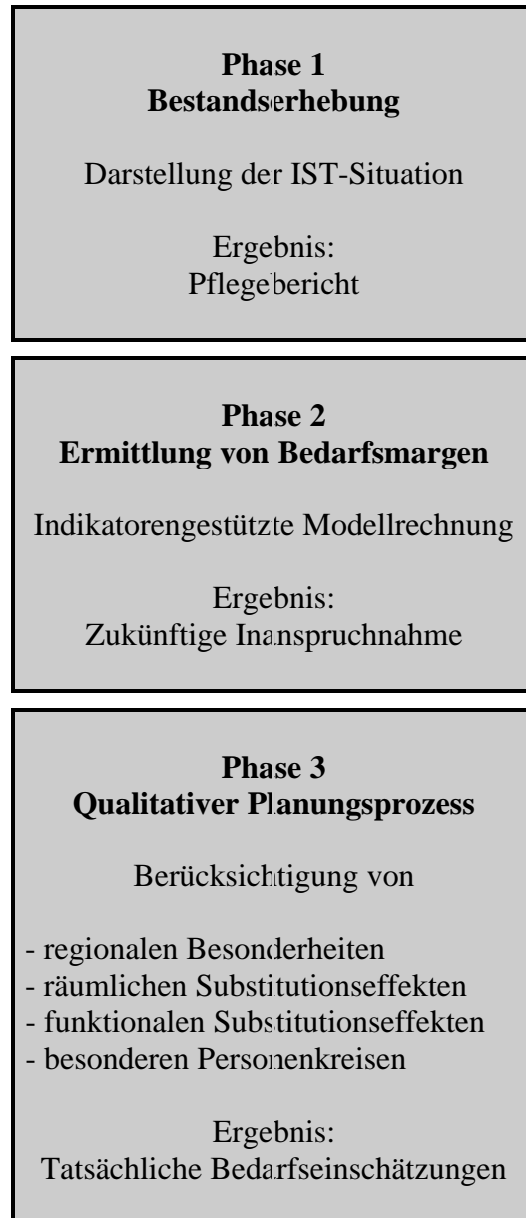 Phase 1
Bestandserhebung
Darstellung der IST-Situation
Ergebnis:
Pflegebericht
Phase 2
Ermittlung von Bedarfsmargen
Indikatorengestützte Modellrechnung
Ergebnis:
Zukünftige Inanspruchnahme
Phase 3
Qualitativer Planungsprozess
Berücksichtigung von
- regionalen Besonderheiten
- räumlichen Substitutionseffekten
- funktionalen Substitutionseffekten
- besonderen Personenkreisen
Ergebnis:
Tatsächliche Bedarfseinschätzungen